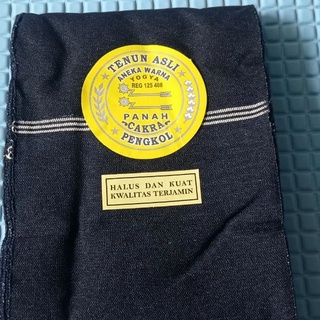 TENUN ASLI
ANEKA WARNA
YOGYA
REG 125 408
PANAH
CAKRA
PENGKOL
HALUS DAN KUAT
KWALITAS TERJAMIN